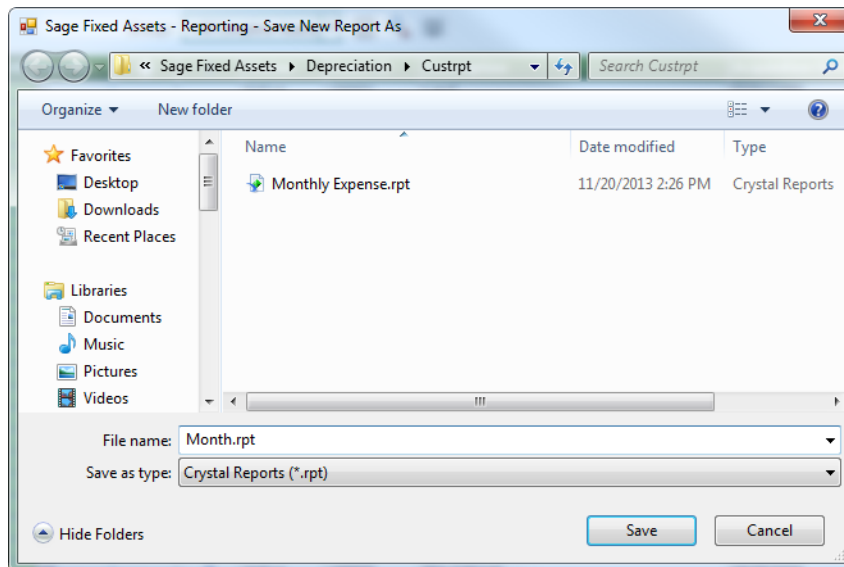 Sage Fixed Assets - Reporting - Save New Report As
« Sage Fixed Assets Depreciation Custrpt Search Custrpt
Organize New folder
Favorites
Desktop
Downloads
Recent Places
Libraries
Documents
Music
Pictures
Videos
Name Date modified Type
Monthly Expense.rpt 11/20/2013 2:26 PM Crystal Reports
File name: Month.rpt
Save as type: Crystal Reports (*.rpt)
Hide Folders Save Cancel